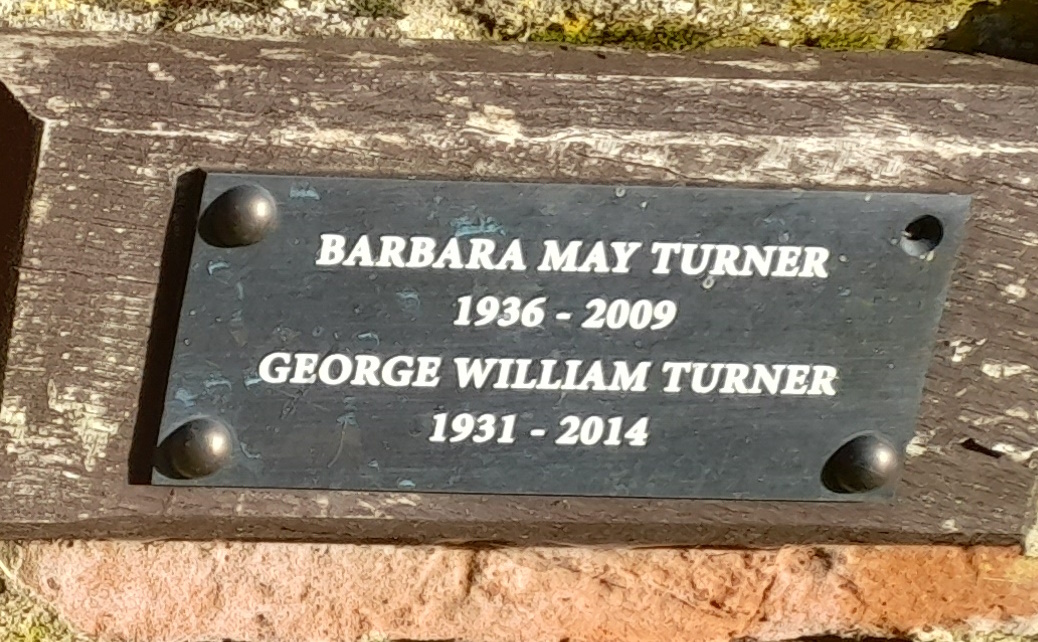 BARBARA MAY TURNER
1936 - 2009
GEORGE WILLIAM TURNER
1931 - 2014